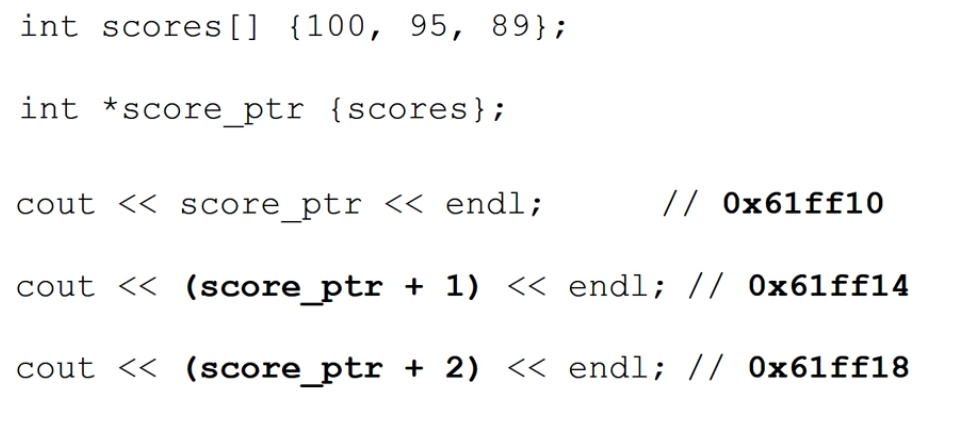 int scores[] {100, 95, 89};
int *score_ptr {scores};
cout << score_ptr << endl; // 0x61ff10
cout << (score_ptr + 1) << endl; // 0x61ff14
cout << (score_ptr + 2) << endl; // 0x61ff18